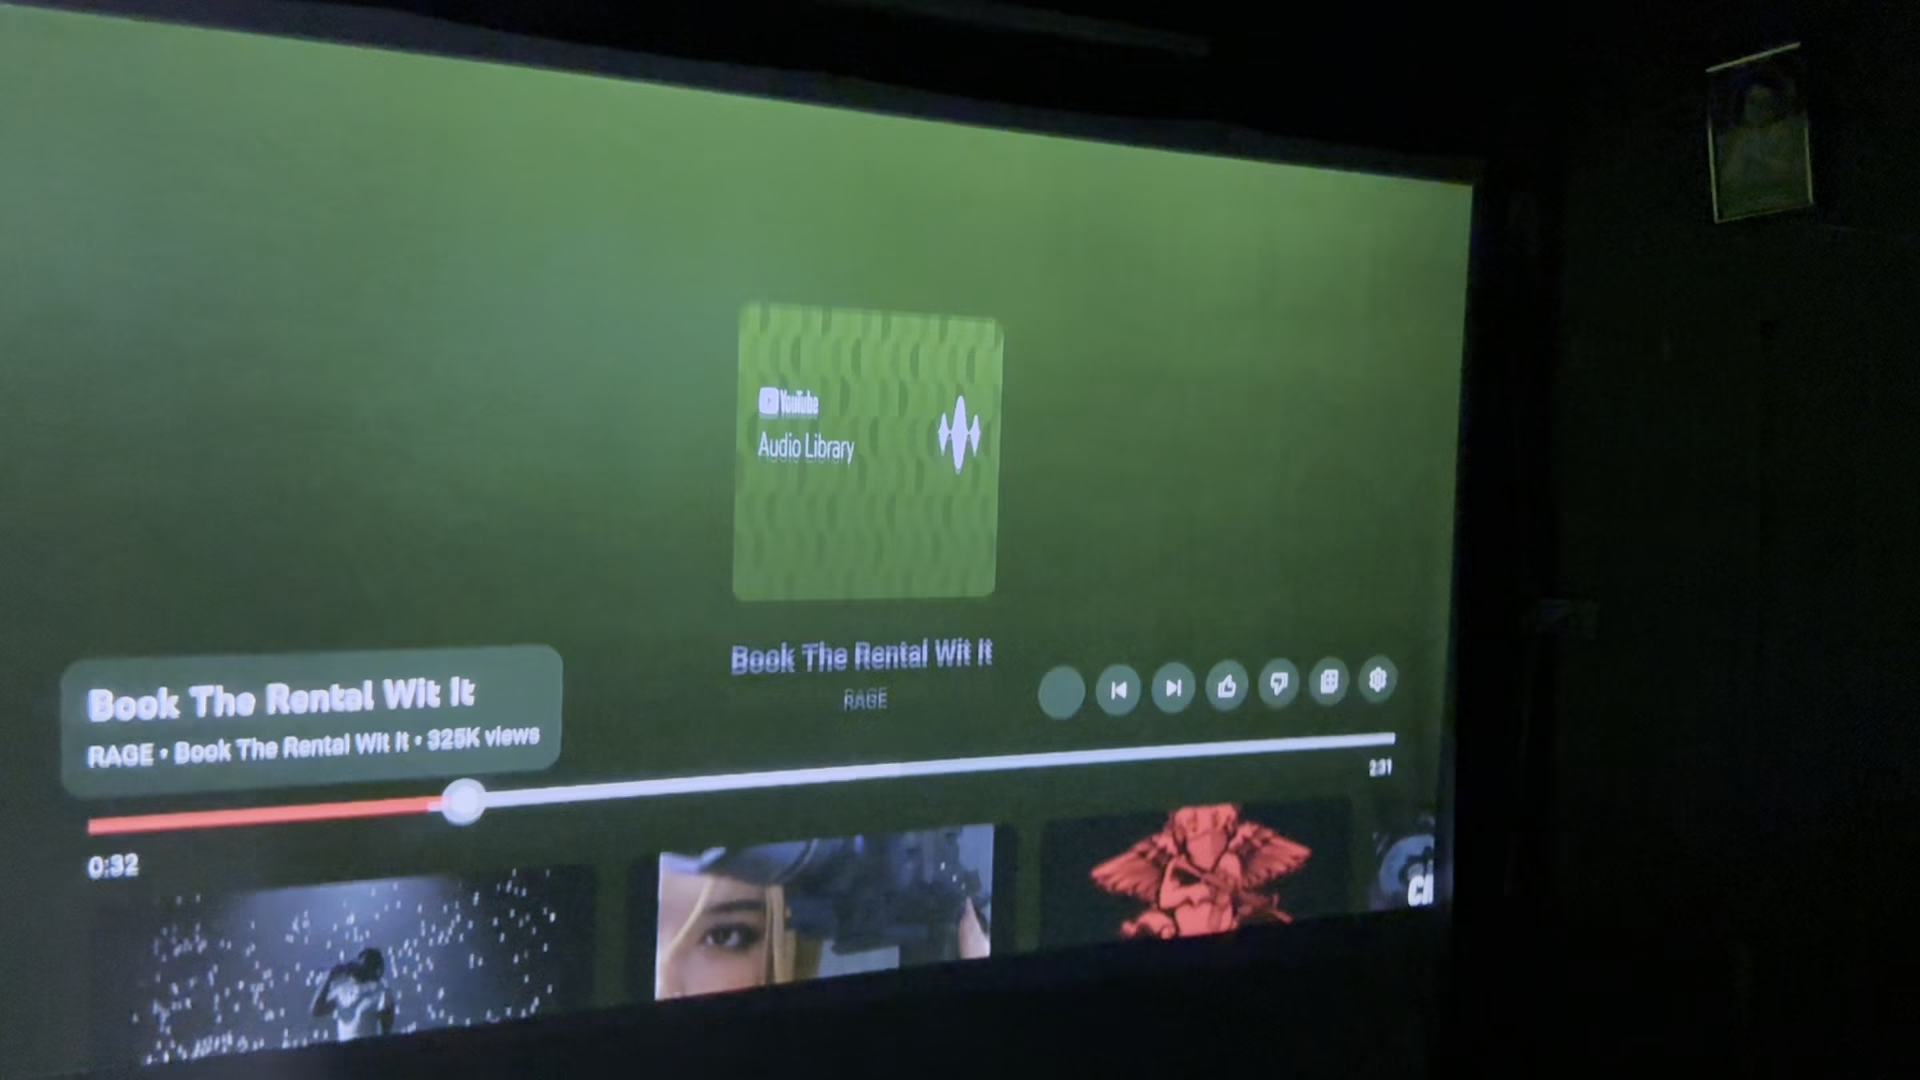 YouTube
Audio Library
Book The Rental Wit It
RAGE
Book The Rental Wit It
RAGE • Book The Rental Wit It • 325K views
2:31
0:32